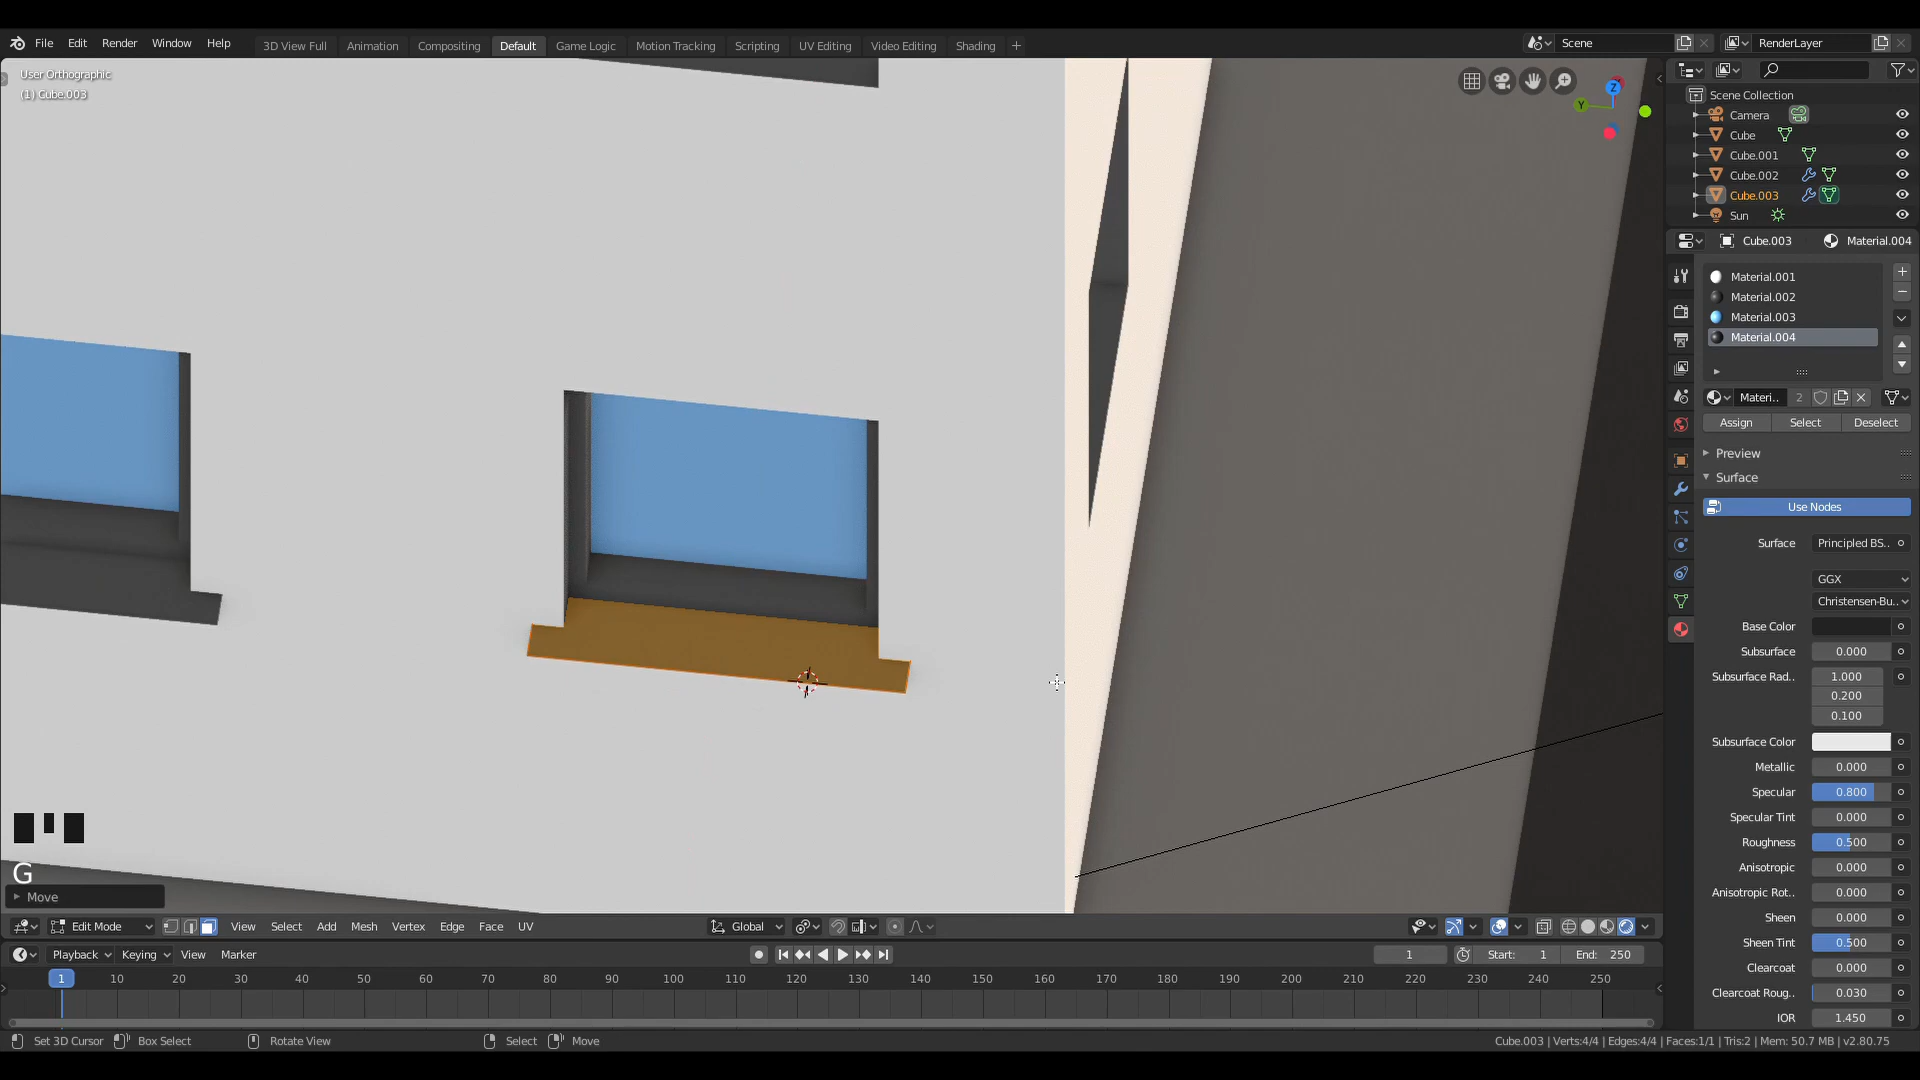 File Edit Render Window Help 3D View Full Animation Compositing Default Game Logic Motion Tracking Scripting UV Editing Video Editing Shading + Scene RenderLayer
User Orthographic
(1) Cube.003
Z
Y
Scene Collection
Camera
Cube
Cube.001
Cube.002
Cube.003
Sun
Cube.003 Material.004
Material.001
Material.002
Material.003
Material.004
Materi.. 2
Assign Select Deselect
Preview
Surface
Use Nodes
Surface Principled BS..
GGX
Christensen-Bu..
Base Color
Subsurface 0.000
Subsurface Rad.. 1.000
0.200
0.100
Subsurface Color
Metallic 0.000
Specular 0.800
Specular Tint 0.000
Roughness 0.500
Anisotropic 0.000
Anisotropic Rot.. 0.000
Sheen 0.000
Sheen Tint 0.500
Clearcoat 0.000
Clearcoat Roug.. 0.030
IOR 1.450
G
Move
Edit Mode View Select Add Mesh Vertex Edge Face UV Global
Playback Keying View Marker 1 Start: 1 End: 250
1 10 20 30 40 50 60 70 80 90 100 110 120 130 140 150 160 170 180 190 200 210 220 230 240 250
Set 3D Cursor Box Select Rotate View Select Move Cube.003 | Verts:4/4 | Edges:4/4 | Faces:1/1 | Tris:2 | Mem: 50.7 MB | v2.80.75